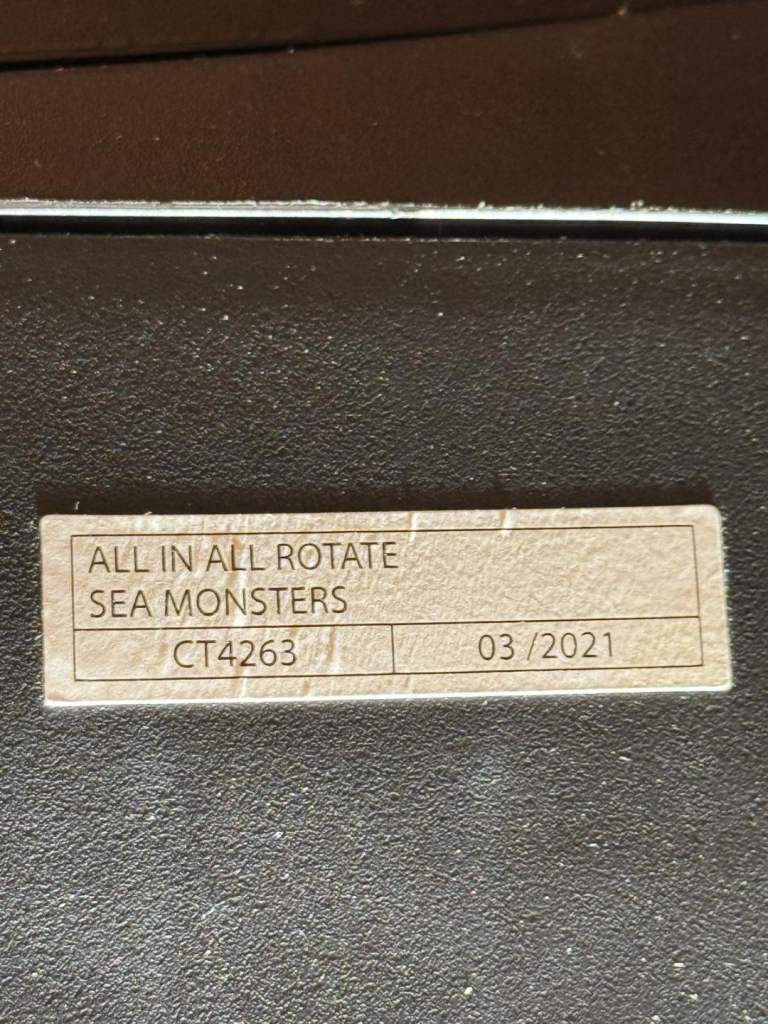 ALL IN ALL ROTATE
SEA MONSTERS
CT4263
03 /2021